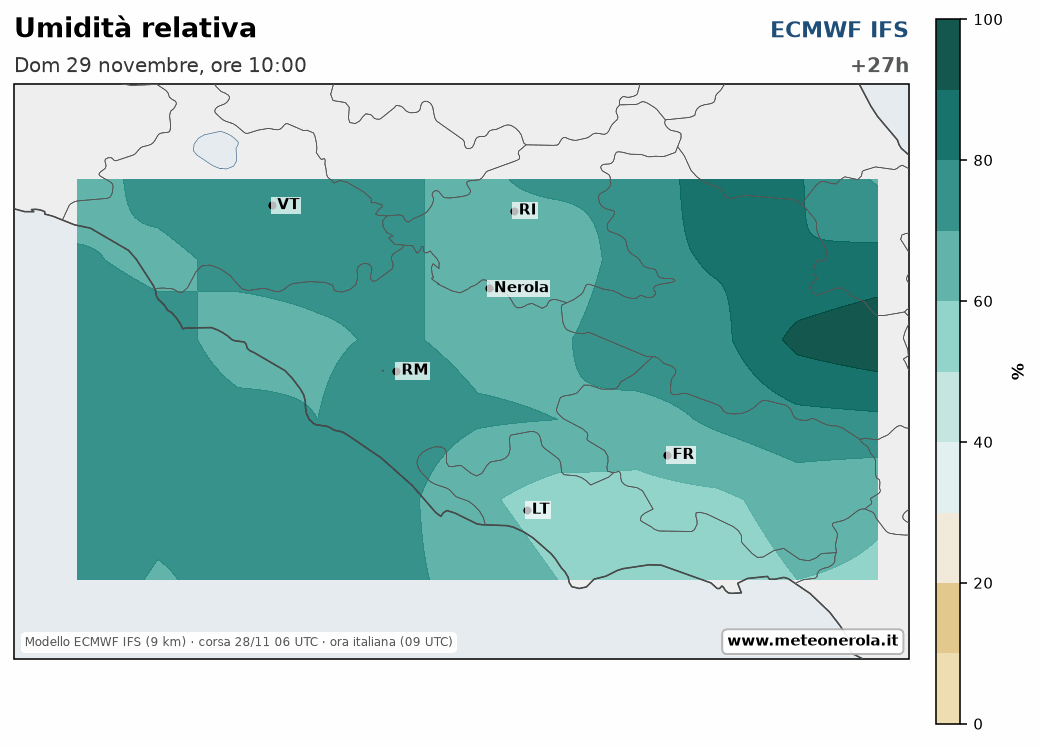 Umidità relativa
ECMWF IFS
Dom 29 novembre, ore 10:00
+27h
100
80
60
40
20
0
%
VT
RI
Nerola
RM
FR
LT
Modello ECMWF IFS (9 km) · corsa 28/11 06 UTC · ora italiana (09 UTC)
www.meteonerola.it